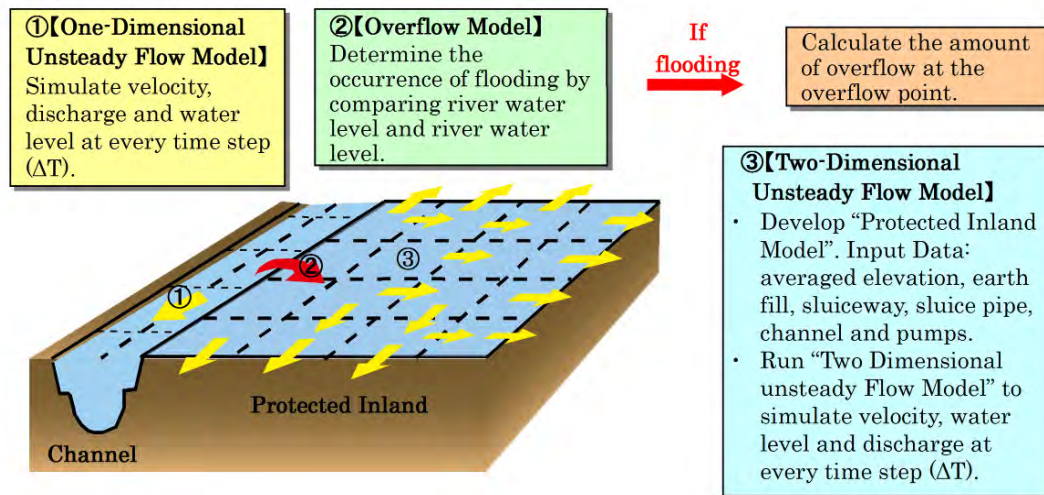 ①【One-Dimensional
Unsteady Flow Model】
Simulate velocity,
discharge and water
level at every time step
(ΔT).
②【Overflow Model】
Determine the
occurrence of flooding by
comparing river water
level and river water
level.
If
flooding
Calculate the amount
of overflow at the
overflow point.
③【Two-Dimensional
Unsteady Flow Model】
・ Develop “Protected Inland
Model”. Input Data:
averaged elevation, earth
fill, sluiceway, sluice pipe,
channel and pumps.
・ Run “Two Dimensional
unsteady Flow Model” to
simulate velocity, water
level and discharge at
every time step (ΔT).
①
②
③
Protected Inland
Channel